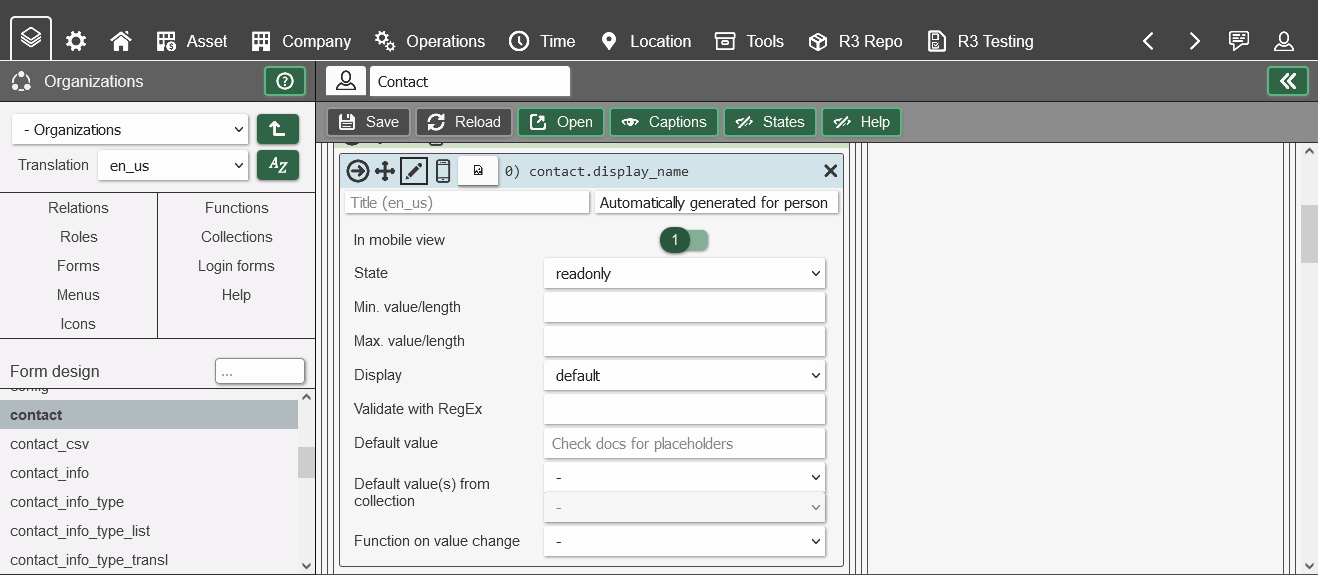 Asset
Company
Operations
Time
Location
Tools
R3 Repo
R3 Testing
Organizations
Contact
- Organizations
Translation
en_us
AZ
Save
Reload
Open
Captions
States
Help
Relations
Functions
Roles
Collections
Forms
Login forms
Menus
Help
Icons
Form design
...
config
contact
contact_csv
contact_info
contact_info_type
contact_info_type_list
contact_info_type_transl
0) contact.display_name
Title (en_us)
Automatically generated for person
In mobile view
1
State
readonly
Min. value/length
Max. value/length
Display
default
Validate with RegEx
Default value
Check docs for placeholders
Default value(s) from
collection
-
-
Function on value change
-